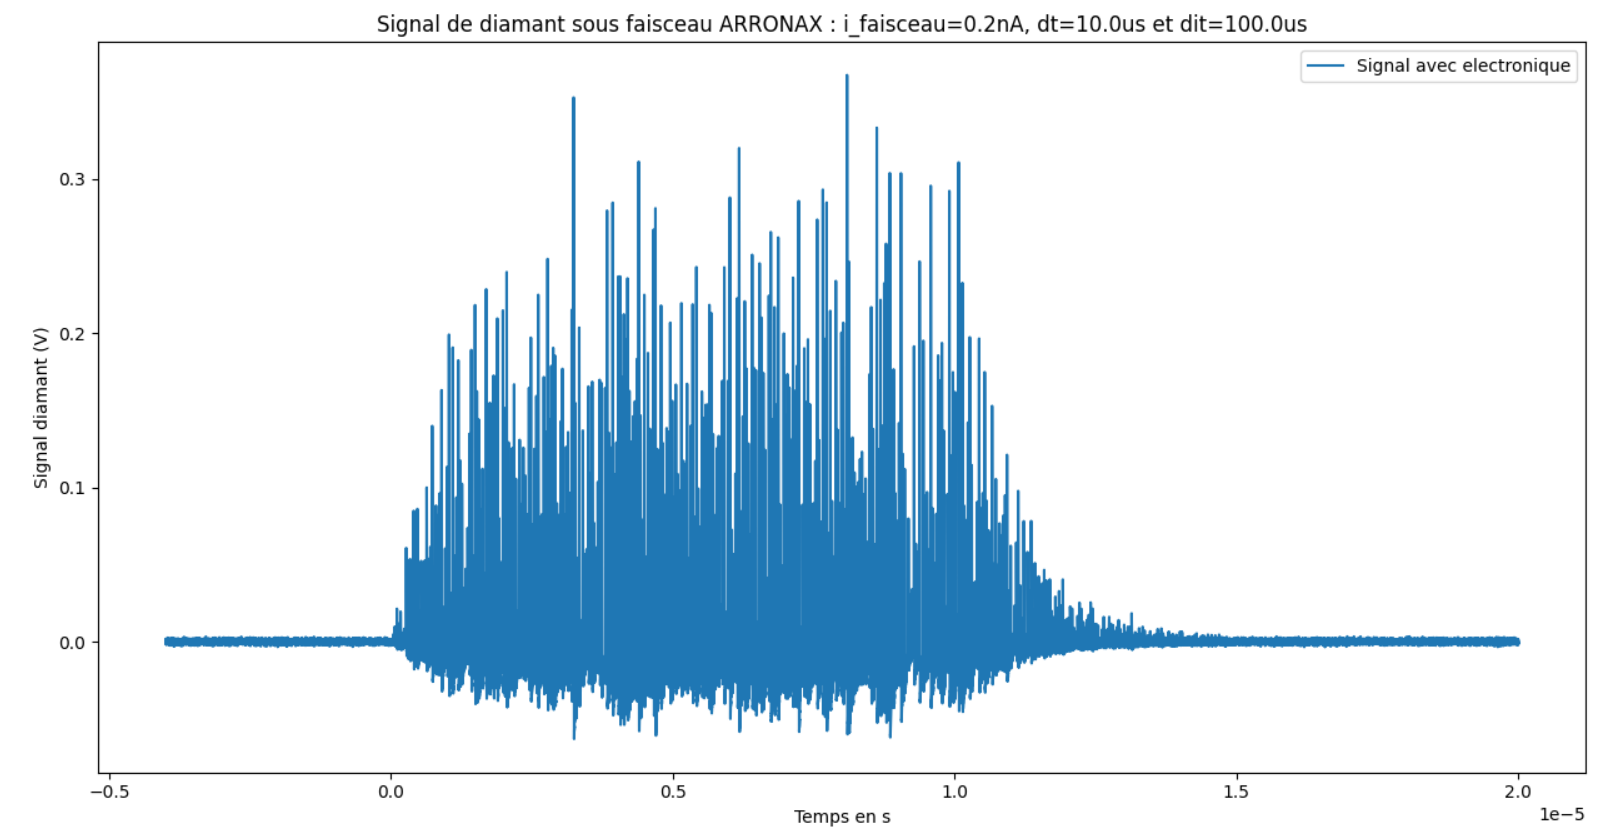 Signal de diamant sous faisceau ARRONAX : i_faisceau=0.2nA, dt=10.0us et dit=100.0us
Signal avec electronique
0.3
0.2
0.1
0.0
Signal diamant (V)
−0.5
0.0
0.5
1.0
1.5
2.0
1e−5
Temps en s